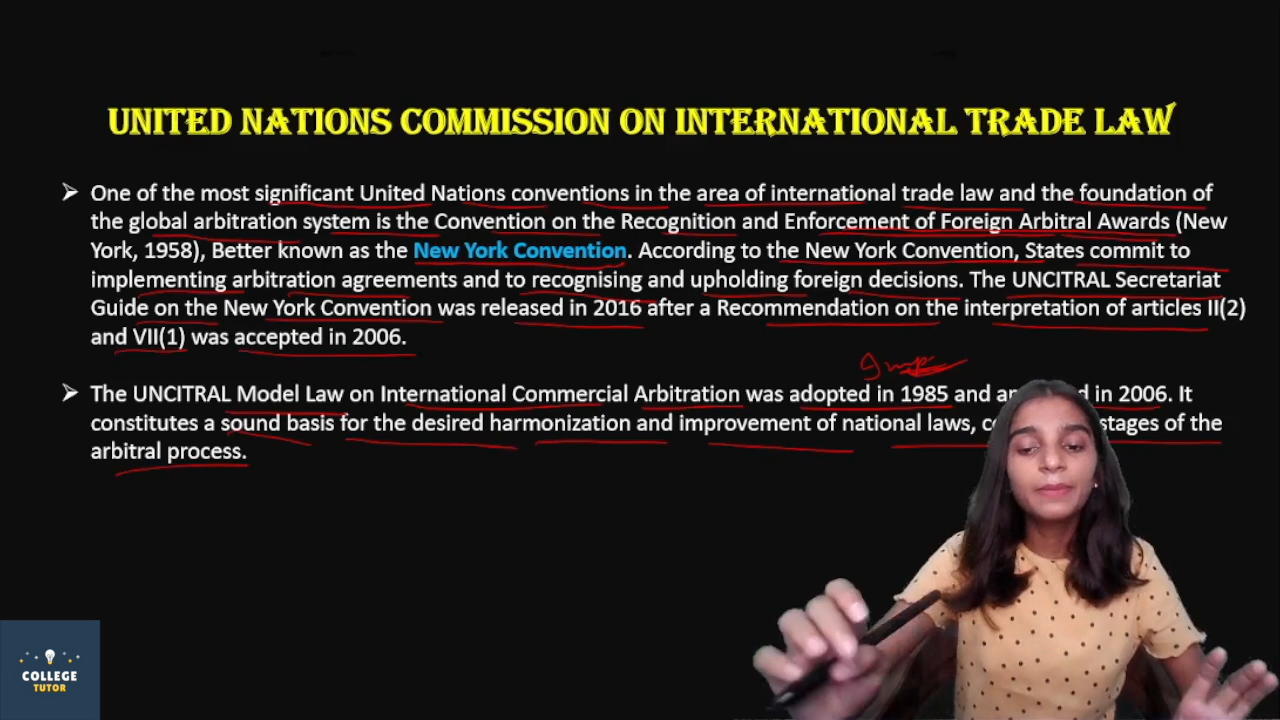 UNITED NATIONS COMMISSION ON INTERNATIONAL TRADE LAW
➢ One of the most significant United Nations conventions in the area of international trade law and the foundation of
the global arbitration system is the Convention on the Recognition and Enforcement of Foreign Arbitral Awards (New
York, 1958), Better known as the New York Convention. According to the New York Convention, States commit to
implementing arbitration agreements and to recognising and upholding foreign decisions. The UNCITRAL Secretariat
Guide on the New York Convention was released in 2016 after a Recommendation on the interpretation of articles II(2)
and VII(1) was accepted in 2006.
➢ The UNCITRAL Model Law on International Commercial Arbitration was adopted in 1985 and in 2006. It
constitutes a sound basis for the desired harmonization and improvement of national laws, stages of the
arbitral process.
COLLEGE
TUTOR